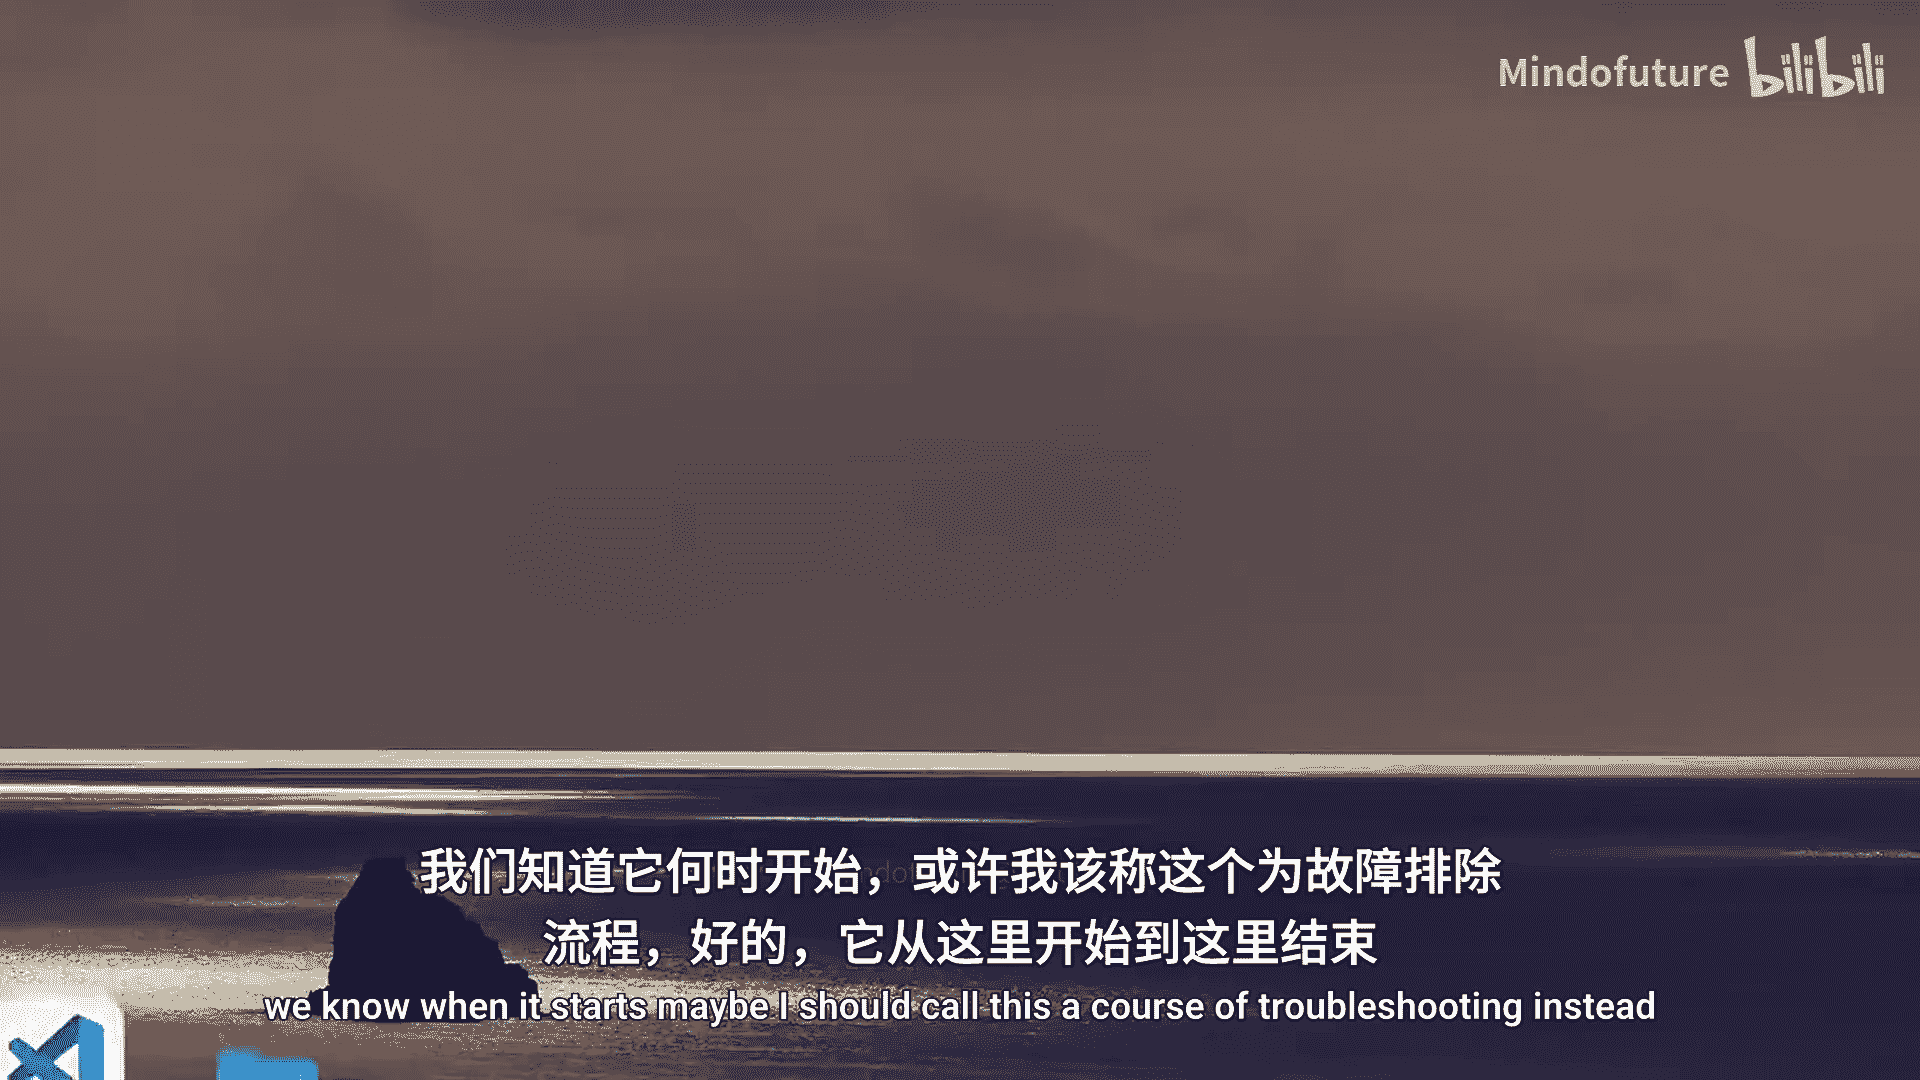 Mindofuture bilibili
我们知道它何时开始，或许我该称这个为故障排除
流程，好的，它从这里开始到这里结束
we know when it starts maybe I should call this a course of troubleshooting instead